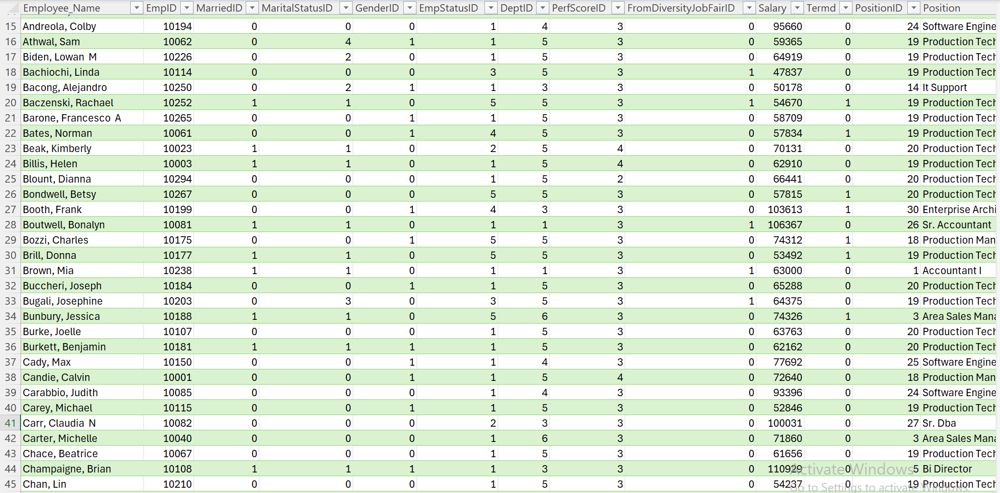 Employee_Name EmpID MarriedID MaritalStatusID GenderID EmpStatusID DeptID PerfScoreID FromDiversityJobFairID Salary Termd PositionID Position
15 Andreola, Colby 10194 0 0 0 1 4 3 0 95660 0 24 Software Engine
16 Athwal, Sam 10062 0 4 1 1 5 3 0 59365 0 19 Production Tech
17 Biden, Lowan M 10226 0 2 0 1 5 3 0 64919 0 19 Production Tech
18 Bachiochi, Linda 10114 0 0 0 3 5 3 1 47837 0 19 Production Tech
19 Bacong, Alejandro 10250 0 2 1 1 3 3 0 50178 0 14 It Support
20 Baczenski, Rachael 10252 1 1 0 5 5 3 1 54670 1 19 Production Tech
21 Barone, Francesco A 10265 0 0 1 1 5 3 0 58709 0 19 Production Tech
22 Bates, Norman 10061 0 0 1 4 5 3 0 57834 1 19 Production Tech
23 Beak, Kimberly 10023 1 1 0 2 5 4 0 70131 0 20 Production Tech
24 Billis, Helen 10003 1 1 0 1 5 4 0 62910 0 19 Production Tech
25 Blount, Dianna 10294 0 0 0 1 5 2 0 66441 0 20 Production Tech
26 Bondwell, Betsy 10267 0 0 0 5 5 3 0 57815 1 20 Production Tech
27 Booth, Frank 10199 0 0 1 4 3 3 0 103613 1 30 Enterprise Archi
28 Boutwell, Bonalyn 10081 1 1 0 1 1 3 1 106367 0 26 Sr. Accountant
29 Bozzi, Charles 10175 0 0 1 5 5 3 0 74312 1 18 Production Man
30 Brill, Donna 10177 1 1 0 5 5 3 0 53492 1 19 Production Tech
31 Brown, Mia 10238 1 1 0 1 1 3 1 63000 0 1 Accountant I
32 Buccheri, Joseph 10184 0 0 1 1 5 3 0 65288 0 20 Production Tech
33 Bugali, Josephine 10203 0 3 0 3 5 3 1 64375 0 19 Production Tech
34 Bunbury, Jessica 10188 1 1 0 5 6 3 0 74326 1 3 Area Sales Mana
35 Burke, Joelle 10107 0 0 0 1 5 3 0 63763 0 20 Production Tech
36 Burkett, Benjamin 10181 1 1 1 1 5 3 0 62162 0 20 Production Tech
37 Cady, Max 10150 0 0 1 1 4 3 0 77692 0 25 Software Engine
38 Candie, Calvin 10001 0 0 1 1 5 4 0 72640 0 18 Production Man
39 Carabbio, Judith 10085 0 0 0 1 4 3 0 93396 0 24 Software Engine
40 Carey, Michael 10115 0 0 1 1 5 3 0 52846 0 19 Production Tech
41 Carr, Claudia N 10082 0 0 0 2 3 3 0 100031 0 27 Sr. Dba
42 Carter, Michelle 10040 0 0 0 1 6 3 0 71860 0 3 Area Sales Mana
43 Chace, Beatrice 10067 0 0 0 1 5 3 0 61656 0 19 Production Tech
44 Champaigne, Brian 10108 1 1 1 1 3 3 0 110929 0 5 Bi Director
Activate Windows
45 Chan, Lin 10210 0 0 0 1 5 3 0 54237 0 19 Production Tech
Go to Settings to activate Windows.